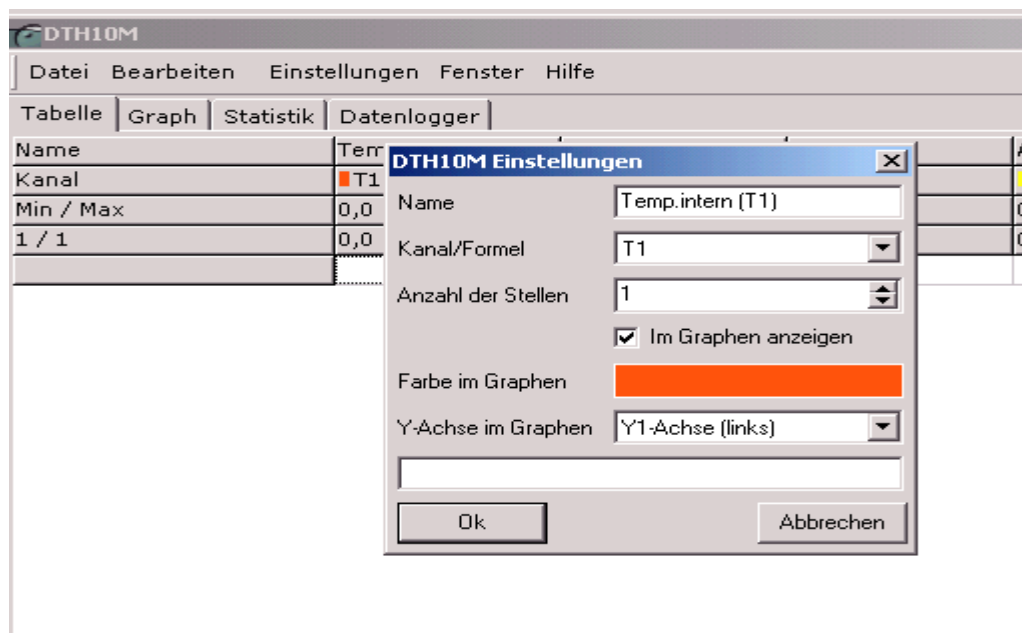 DTH10M
Datei Bearbeiten Einstellungen Fenster Hilfe
Tabelle Graph Statistik Datenlogger
Name
Kanal T1
Min / Max 0,0
1 / 1 0,0
DTH10M Einstellungen
Name Temp.intern (T1)
Kanal/Formel T1
Anzahl der Stellen 1
Im Graphen anzeigen
Farbe im Graphen
Y-Achse im Graphen Y1-Achse (links)
Ok Abbrechen